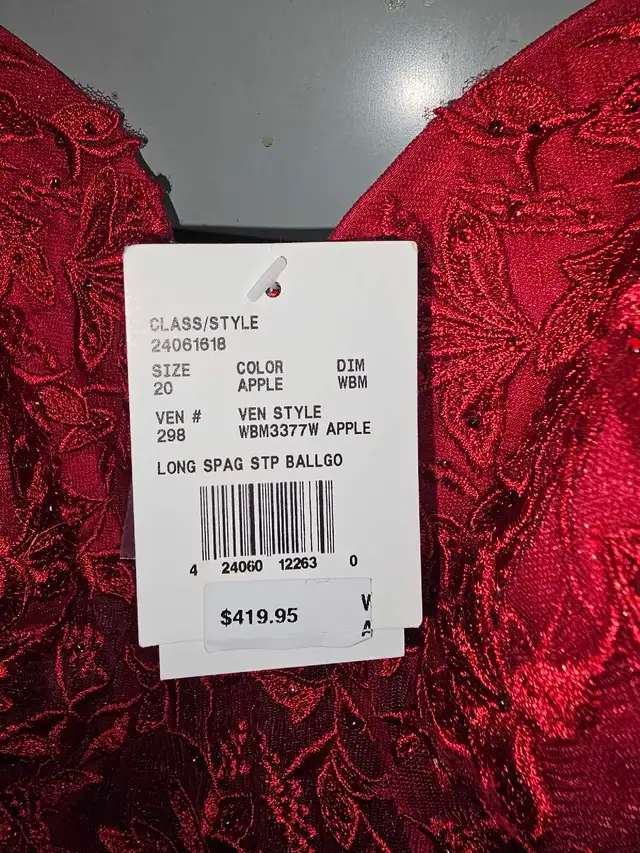 CLASS/STYLE
24061618
SIZE COLOR DIM
20 APPLE WBM
VEN # VEN STYLE
298 WBM3377W APPLE
LONG SPAG STP BALLGO
4 24060 12263 0
$419.95